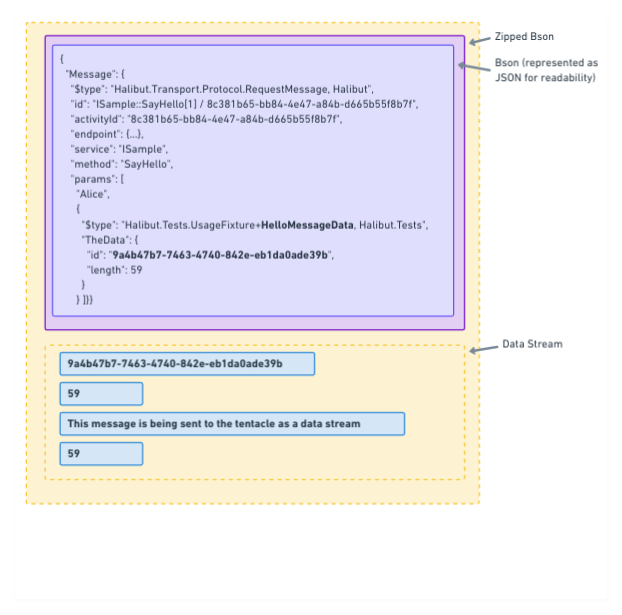 Zipped Bson
Bson (represented as
JSON for readability)
{
"Message": {
"$type": "Halibut.Transport.Protocol.RequestMessage, Halibut",
"id": "ISample::SayHello[1] / 8c381b65-bb84-4e47-a84b-d665b55f8b7f",
"activityId": "8c381b65-bb84-4e47-a84b-d665b55f8b7f",
"endpoint": {...},
"service": "ISample",
"method": "SayHello",
"params": [
"Alice",
{
"$type": "Halibut.Tests.UsageFixture+HelloMessageData, Halibut.Tests",
"TheData": {
"id": "9a4b47b7-7463-4740-842e-eb1da0ade39b",
"length": 59
}
} ]}}
Data Stream
9a4b47b7-7463-4740-842e-eb1da0ade39b
59
This message is being sent to the tentacle as a data stream
59